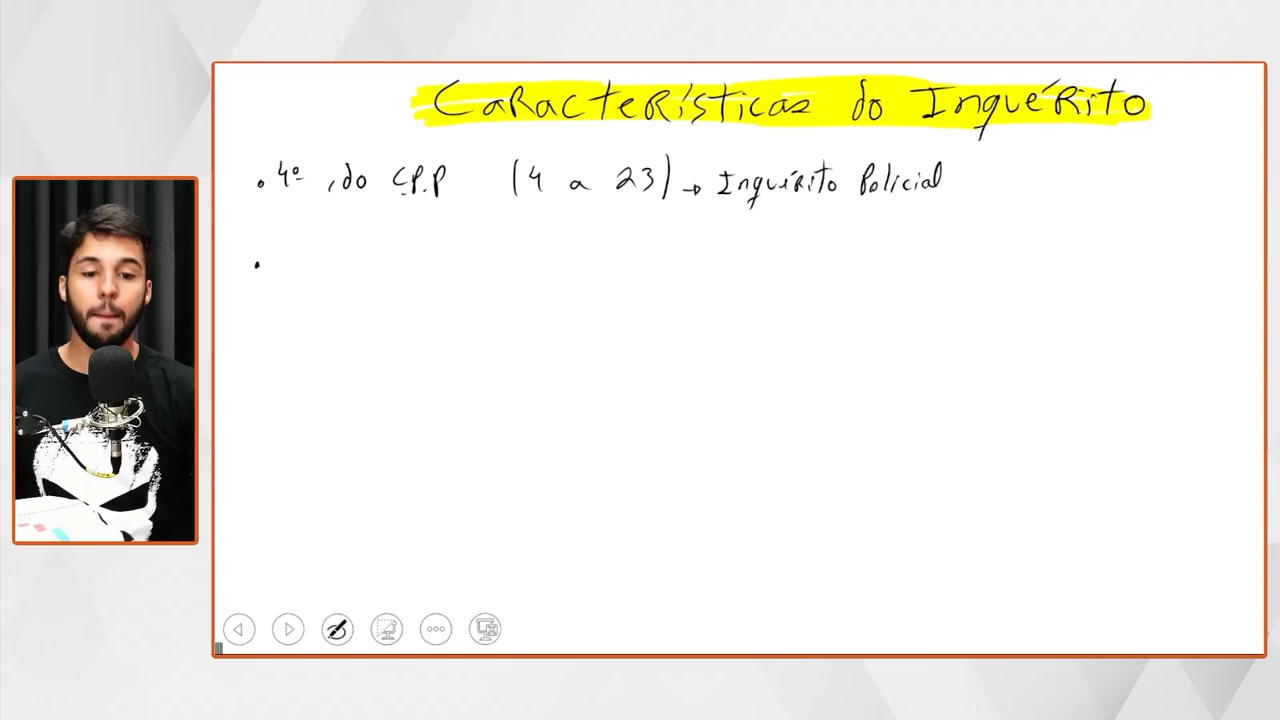 Características do Inquérito
• 4º , do C.P.P (4 a 23) → Inquérito Policial
•